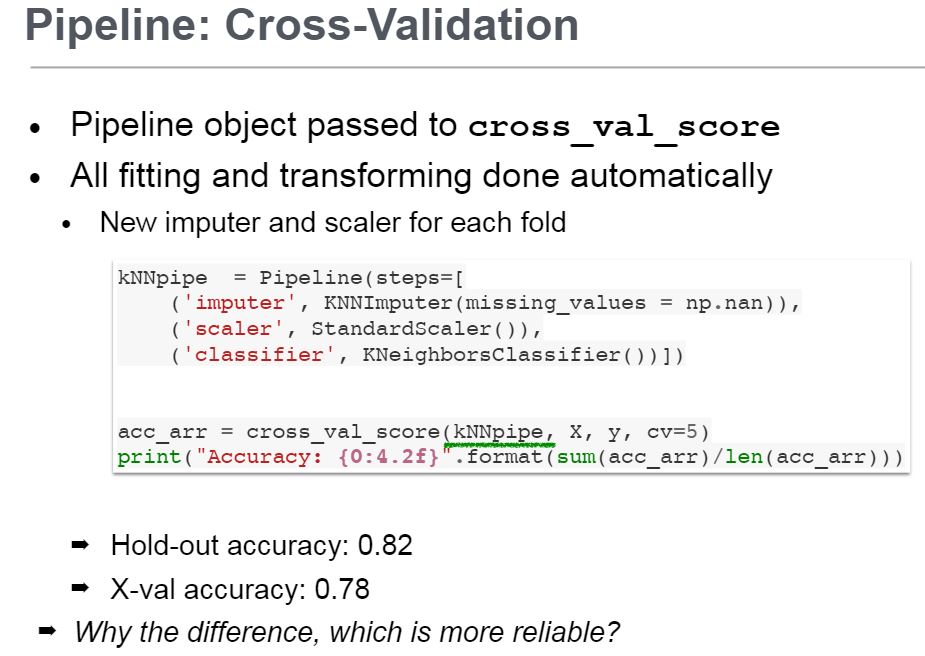 Pipeline: Cross-Validation
• Pipeline object passed to cross_val_score
• All fitting and transforming done automatically
• New imputer and scaler for each fold
kNNpipe  = Pipeline(steps=[
    ('imputer', KNNImputer(missing_values = np.nan)),
    ('scaler', StandardScaler()),
    ('classifier', KNeighborsClassifier())])
acc_arr = cross_val_score(kNNpipe, X, y, cv=5)
print("Accuracy: {0:4.2f}".format(sum(acc_arr)/len(acc_arr)))
➡ Hold-out accuracy: 0.82
➡ X-val accuracy: 0.78
➡ Why the difference, which is more reliable?